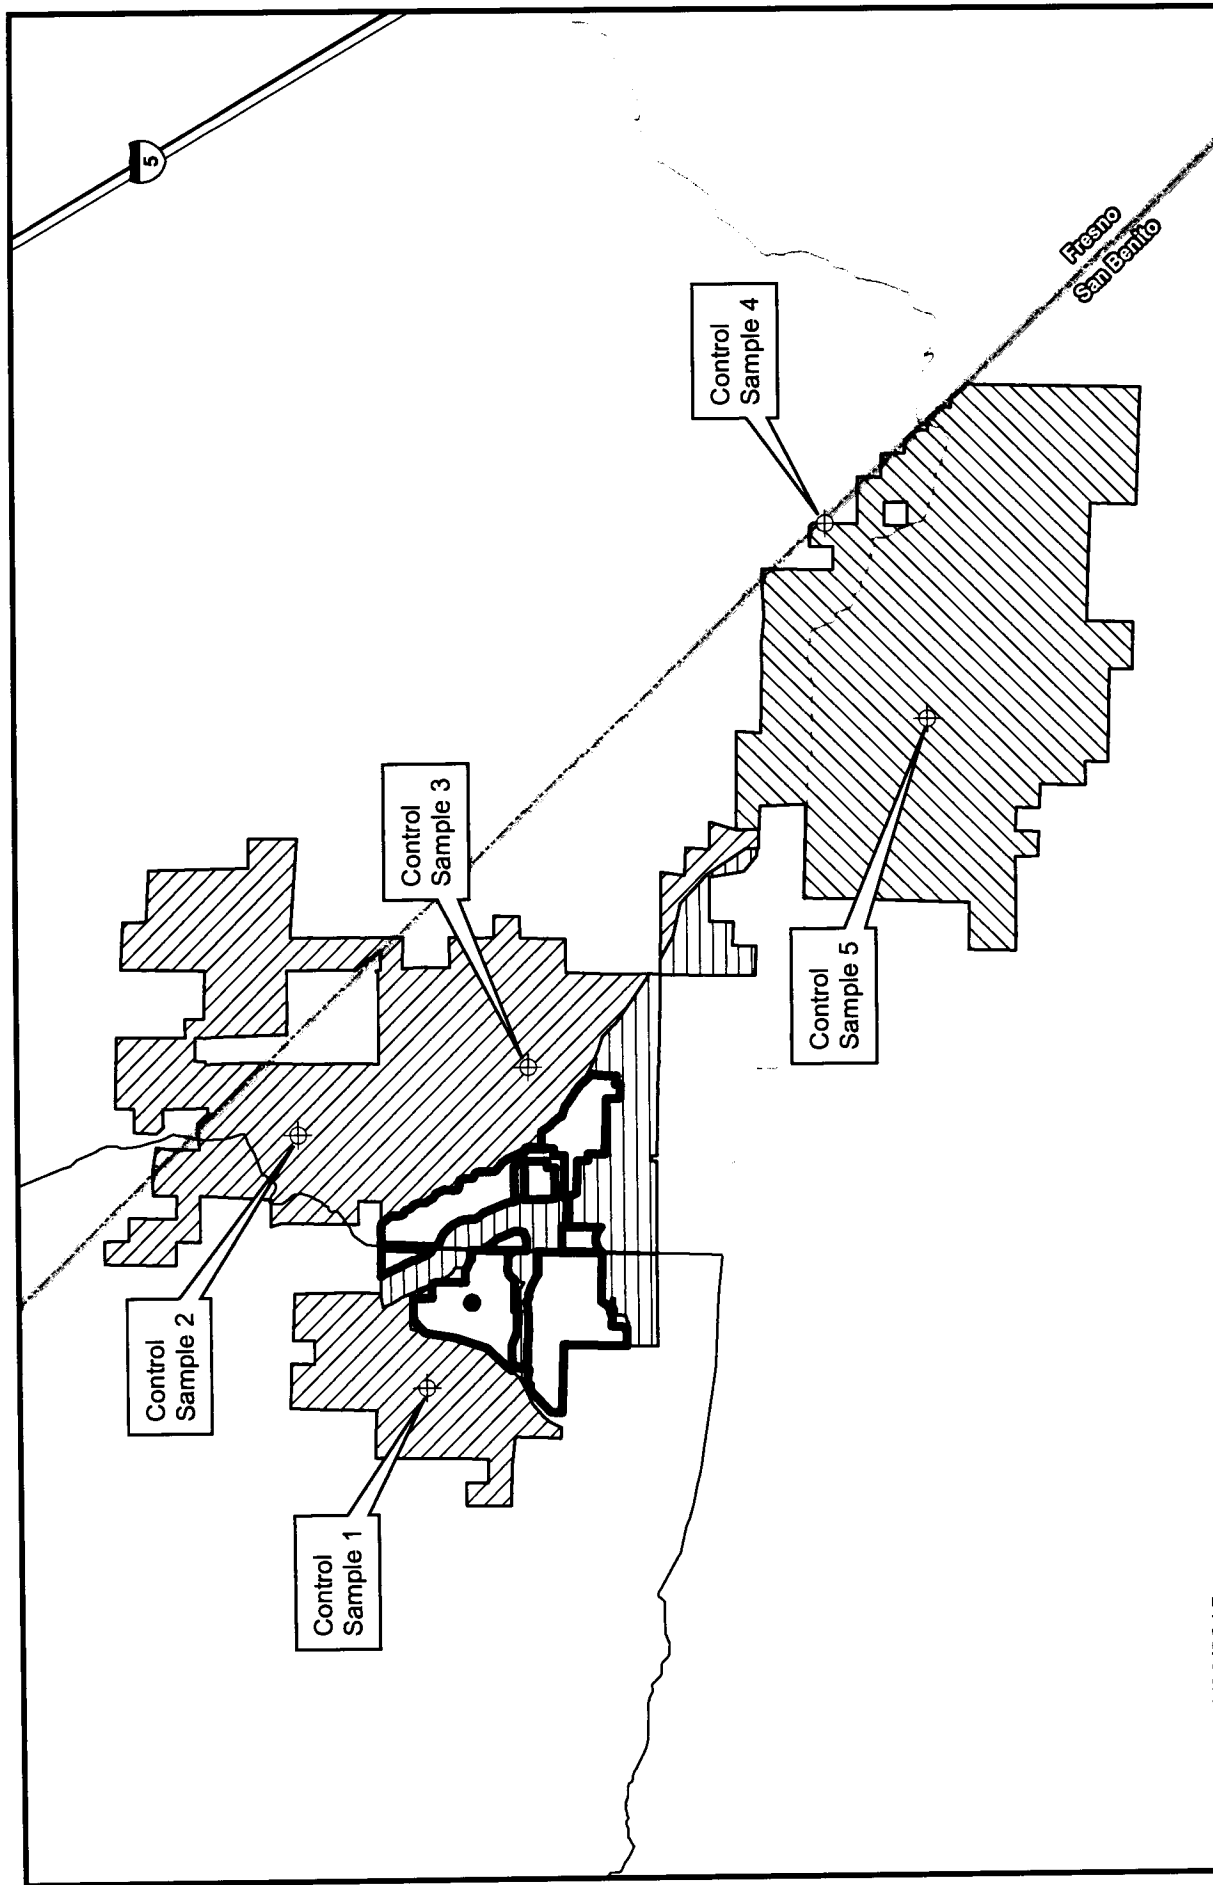 5
Fresno
San Benito
Control
Sample 4
Control
Sample 3
Control
Sample 2
Control
Sample 1
Control
Sample 5